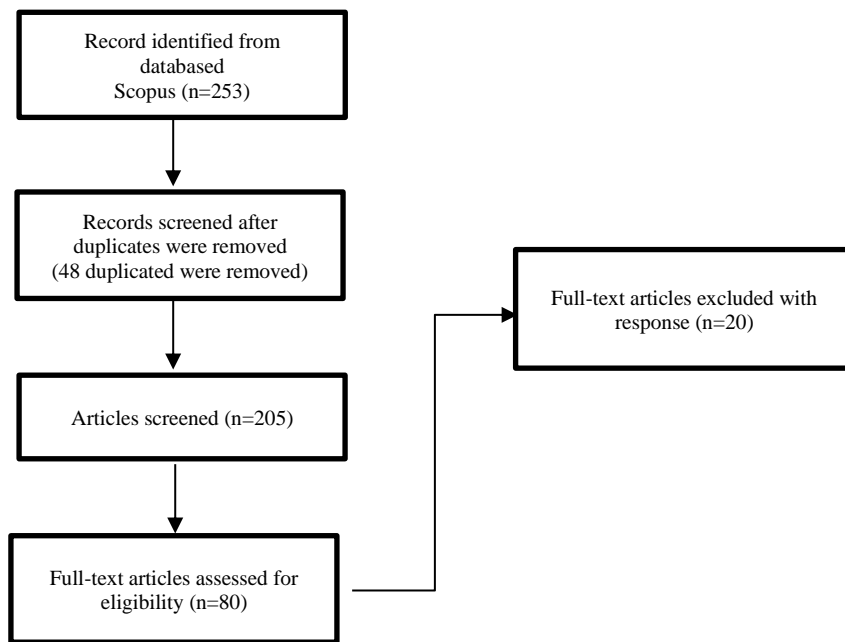 Record identified from
databased
Scopus (n=253)
Records screened after
duplicates were removed
(48 duplicated were removed)
Full-text articles excluded with
response (n=20)
Articles screened (n=205)
Full-text articles assessed for
eligibility (n=80)